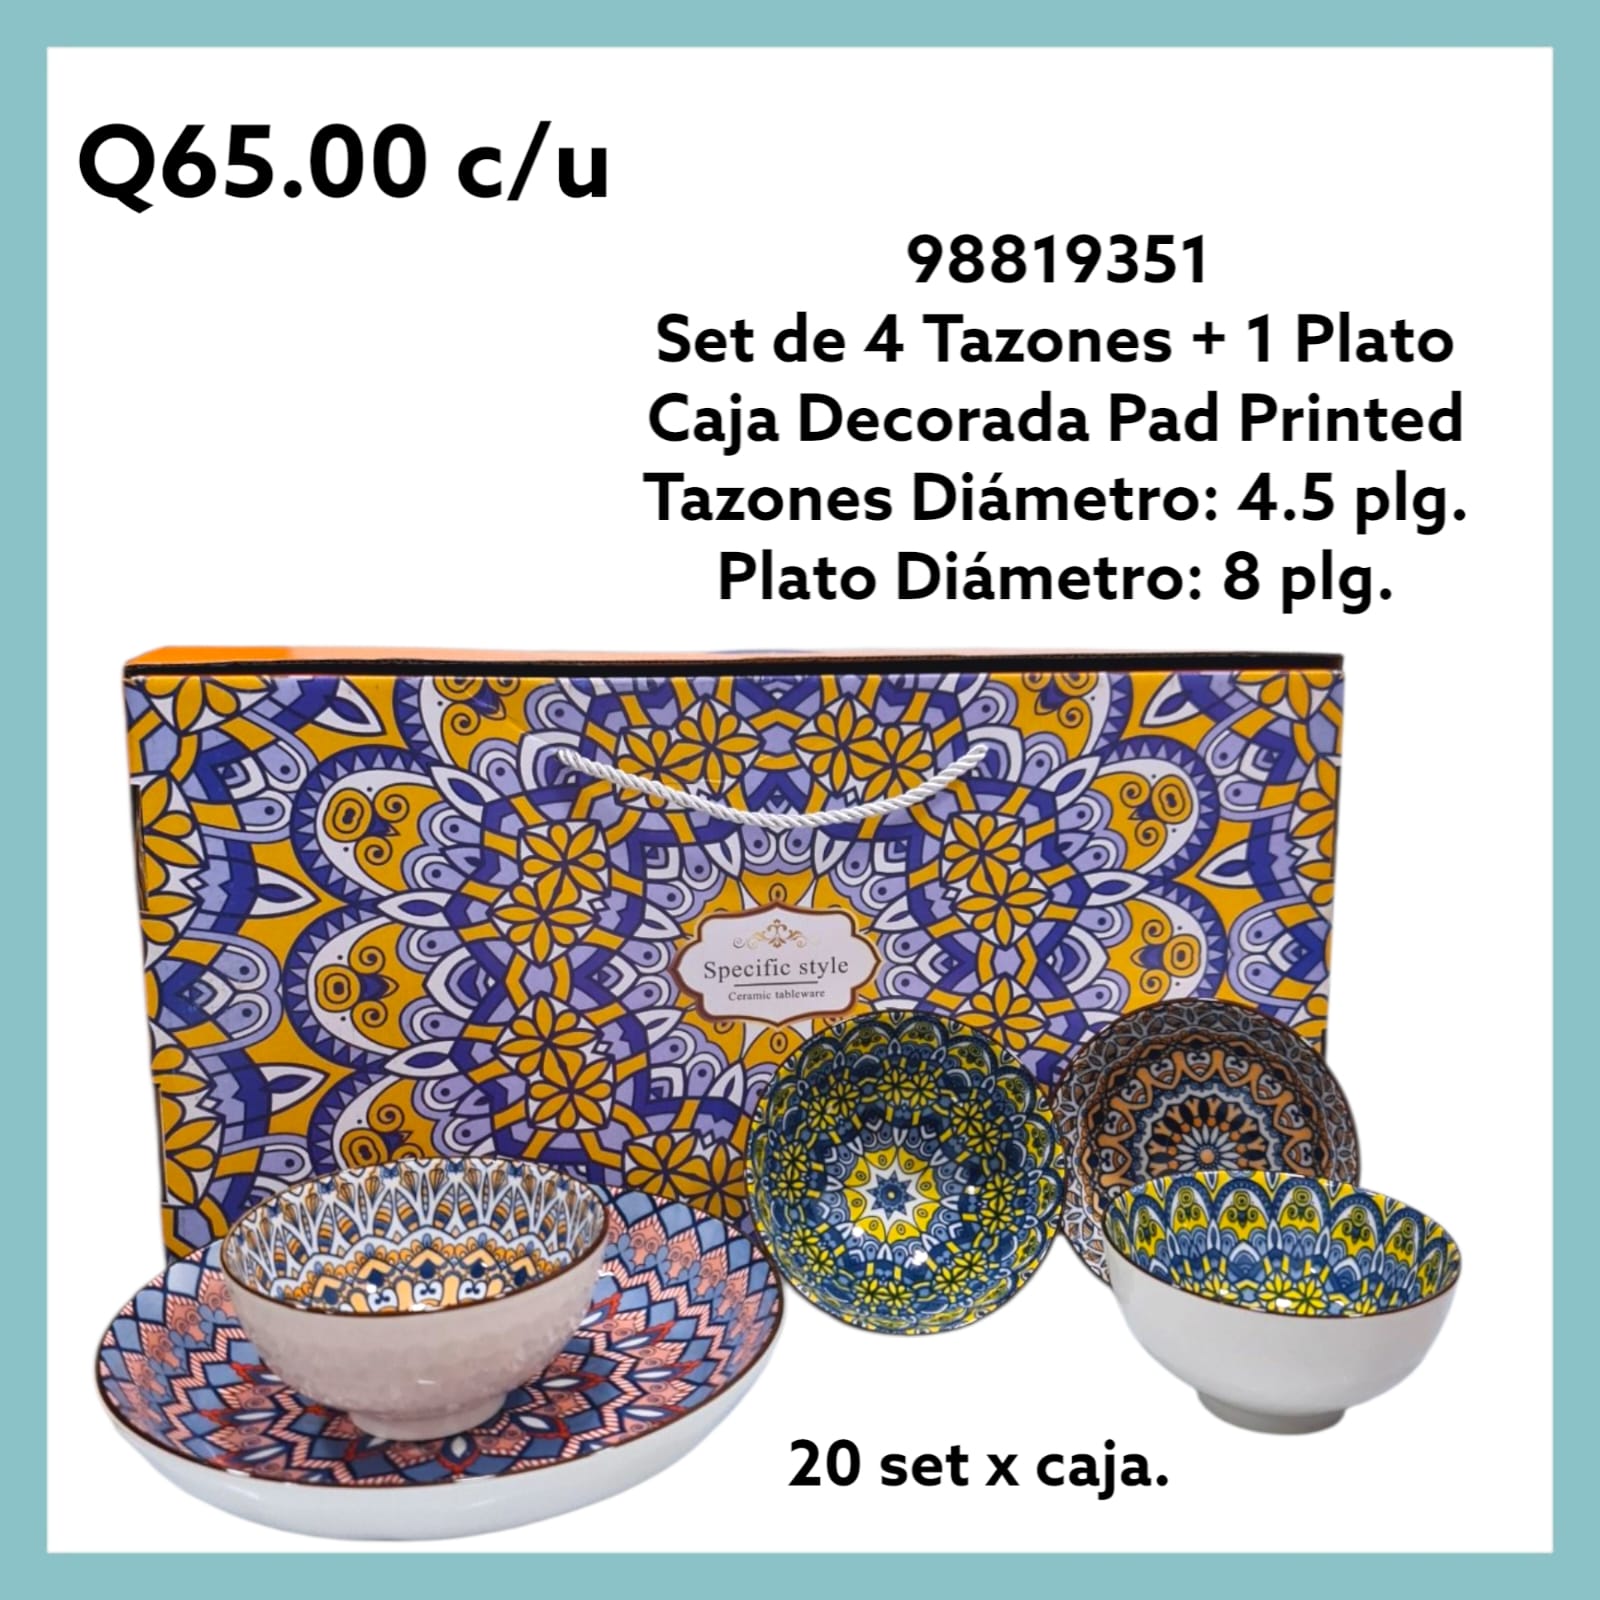 Q65.00 c/u
98819351
Set de 4 Tazones + 1 Plato
Caja Decorada Pad Printed
Tazones Diámetro: 4.5 plg.
Plato Diámetro: 8 plg.
Specific style
Ceramic tableware
20 set x caja.